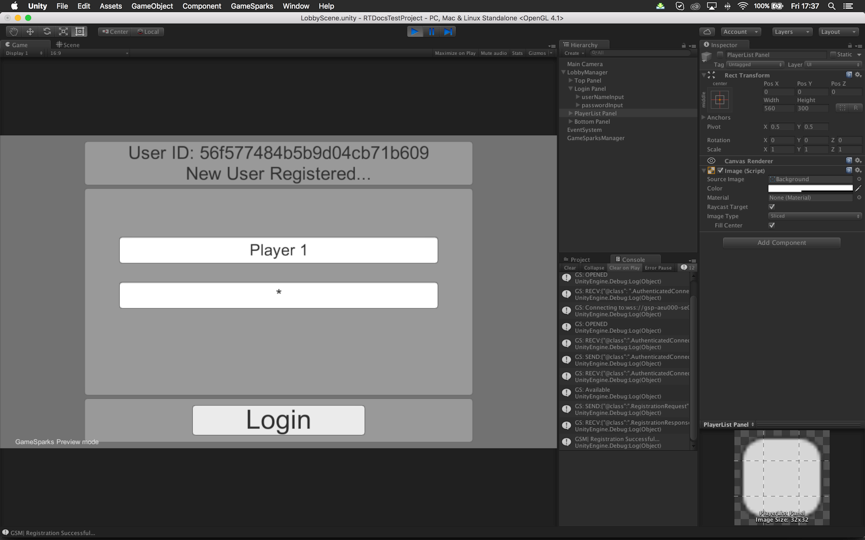 Unity File Edit Assets GameObject Component GameSparks Window Help
100% Fri 17:37
LobbyScene.unity - RTDocsTestProject - PC, Mac & Linux Standalone <OpenGL 4.1>
Center Local
Account Layers Layout
Game Scene
Display 1 16:9 Maximize on Play Mute audio Stats Gizmos
User ID: 56f577484b5b9d04cb71b609
New User Registered...
Player 1
*
Login
GameSparks Preview mode
Hierarchy
Create
Main Camera
LobbyManager
Top Panel
Login Panel
userNameInput
passwordInput
PlayerList Panel
Bottom Panel
EventSystem
GameSparksManager
Project Console
Clear Collapse Clear on Play Error Pause
GS: OPENED
UnityEngine.Debug:Log(Object)
GS: RECV:{"@class":".AuthenticatedConne
UnityEngine.Debug:Log(Object)
GS: Connecting to:wss://gsp-aeu000-se0
UnityEngine.Debug:Log(Object)
GS: OPENED
UnityEngine.Debug:Log(Object)
GS: RECV:{"@class":".AuthenticatedConne
UnityEngine.Debug:Log(Object)
GS: SEND:{"@class":".AuthenticatedConne
UnityEngine.Debug:Log(Object)
GS: RECV:{"@class":".AuthenticatedConne
UnityEngine.Debug:Log(Object)
GS: Available
UnityEngine.Debug:Log(Object)
GS: SEND:{"@class":".RegistrationRequest"
UnityEngine.Debug:Log(Object)
GS: RECV:{"@class":".RegistrationRespons
UnityEngine.Debug:Log(Object)
GSM| Registration Successful...
UnityEngine.Debug:Log(Object)
Inspector
PlayerList Panel Static
Tag Untagged Layer UI
Rect Transform
center Pos X Pos Y Pos Z
middle 0 0 0
Width Height
560 300
Anchors
Pivot X 0.5 Y 0.5
Rotation X 0 Y 0 Z 0
Scale X 1 Y 1 Z 1
Canvas Renderer
Image (Script)
Source Image Background
Color
Material None (Material)
Raycast Target
Image Type Sliced
Fill Center
Add Component
PlayerList Panel
PlayerList Panel
Image Size: 32x32
GSM| Registration Successful...